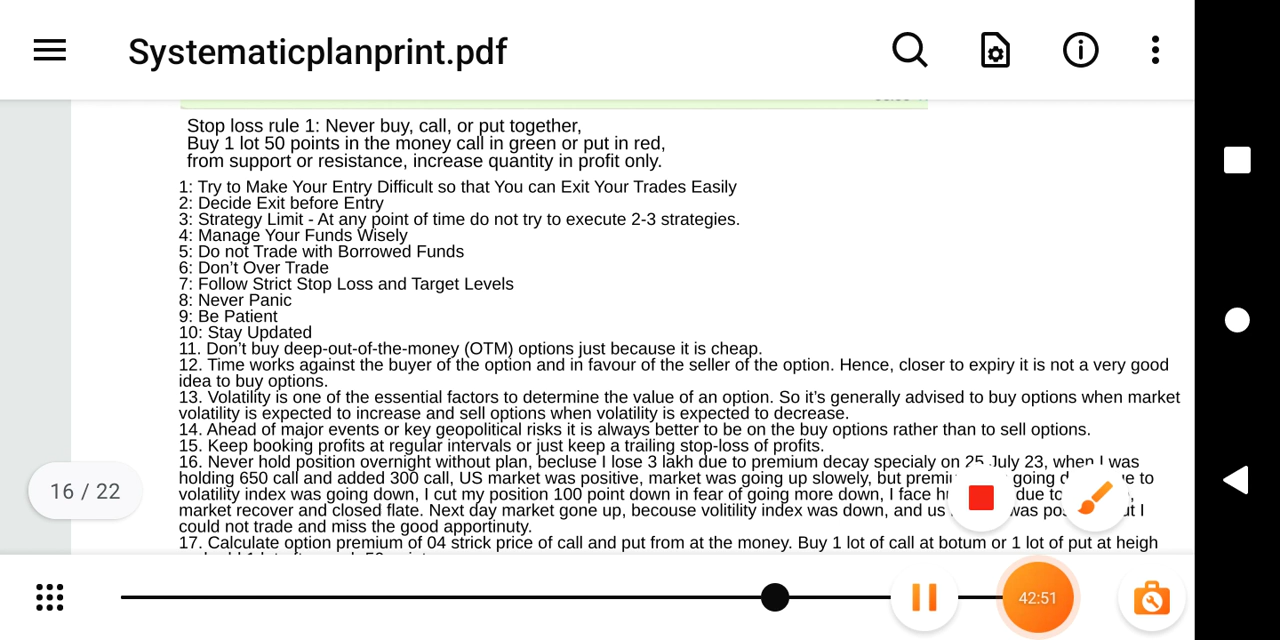 Systematicplanprint.pdf
Stop loss rule 1: Never buy, call, or put together,
Buy 1 lot 50 points in the money call in green or put in red,
from support or resistance, increase quantity in profit only.
1: Try to Make Your Entry Difficult so that You can Exit Your Trades Easily
2: Decide Exit before Entry
3: Strategy Limit - At any point of time do not try to execute 2-3 strategies.
4: Manage Your Funds Wisely
5: Do not Trade with Borrowed Funds
6: Don't Over Trade
7: Follow Strict Stop Loss and Target Levels
8: Never Panic
9: Be Patient
10: Stay Updated
11. Don't buy deep-out-of-the-money (OTM) options just because it is cheap.
12. Time works against the buyer of the option and in favour of the seller of the option. Hence, closer to expiry it is not a very good
idea to buy options.
13. Volatility is one of the essential factors to determine the value of an option. So it's generally advised to buy options when market
volatility is expected to increase and sell options when volatility is expected to decrease.
14. Ahead of major events or key geopolitical risks it is always better to be on the buy options rather than to sell options.
15. Keep booking profits at regular intervals or just keep a trailing stop-loss of profits.
16. Never hold position overnight without plan, becluse I lose 3 lakh due to premium decay specialy on 25 July 23, when I was
holding 650 call and added 300 call, US market was positive, market was going up slowely, but going to
volatility index was going down, I cut my position 100 point down in fear of going more down, I face due to
market recover and closed flate. Next day market gone up, becouse volitility index was down, and us was I
could not trade and miss the good apportinuty.
17. Calculate option premium of 04 strick price of call and put from at the money. Buy 1 lot of call at botum or 1 lot of put at heigh
16 / 22
42:51